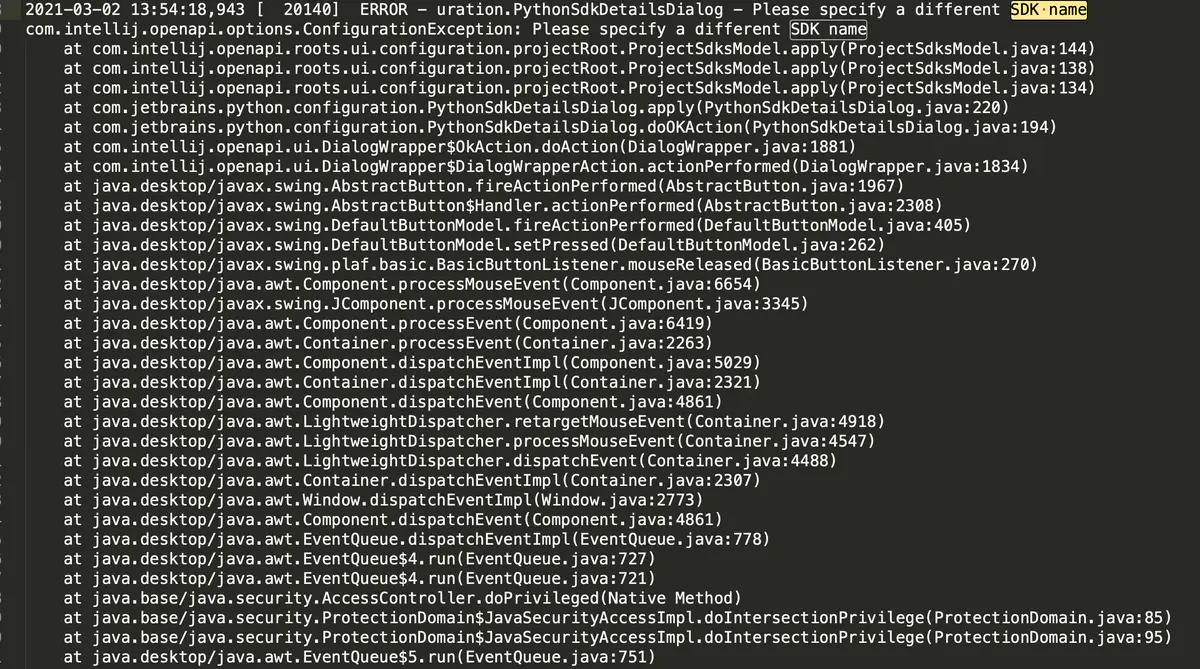 2021-03-02 13:54:18,943 [  20140]  ERROR - uration.PythonSdkDetailsDialog - Please specify a different SDK name
com.intellij.openapi.options.ConfigurationException: Please specify a different SDK name
    at com.intellij.openapi.roots.ui.configuration.projectRoot.ProjectSdksModel.apply(ProjectSdksModel.java:144)
    at com.intellij.openapi.roots.ui.configuration.projectRoot.ProjectSdksModel.apply(ProjectSdksModel.java:138)
    at com.intellij.openapi.roots.ui.configuration.projectRoot.ProjectSdksModel.apply(ProjectSdksModel.java:134)
    at com.jetbrains.python.configuration.PythonSdkDetailsDialog.apply(PythonSdkDetailsDialog.java:220)
    at com.jetbrains.python.configuration.PythonSdkDetailsDialog.doOKAction(PythonSdkDetailsDialog.java:194)
    at com.intellij.openapi.ui.DialogWrapper$OkAction.doAction(DialogWrapper.java:1881)
    at com.intellij.openapi.ui.DialogWrapper$DialogWrapperAction.actionPerformed(DialogWrapper.java:1834)
    at java.desktop/javax.swing.AbstractButton.fireActionPerformed(AbstractButton.java:1967)
    at java.desktop/javax.swing.AbstractButton$Handler.actionPerformed(AbstractButton.java:2308)
    at java.desktop/javax.swing.DefaultButtonModel.fireActionPerformed(DefaultButtonModel.java:405)
    at java.desktop/javax.swing.DefaultButtonModel.setPressed(DefaultButtonModel.java:262)
    at java.desktop/javax.swing.plaf.basic.BasicButtonListener.mouseReleased(BasicButtonListener.java:270)
    at java.desktop/java.awt.Component.processMouseEvent(Component.java:6654)
    at java.desktop/javax.swing.JComponent.processMouseEvent(JComponent.java:3345)
    at java.desktop/java.awt.Component.processEvent(Component.java:6419)
    at java.desktop/java.awt.Container.processEvent(Container.java:2263)
    at java.desktop/java.awt.Component.dispatchEventImpl(Component.java:5029)
    at java.desktop/java.awt.Container.dispatchEventImpl(Container.java:2321)
    at java.desktop/java.awt.Component.dispatchEvent(Component.java:4861)
    at java.desktop/java.awt.LightweightDispatcher.retargetMouseEvent(Container.java:4918)
    at java.desktop/java.awt.LightweightDispatcher.processMouseEvent(Container.java:4547)
    at java.desktop/java.awt.LightweightDispatcher.dispatchEvent(Container.java:4488)
    at java.desktop/java.awt.Container.dispatchEventImpl(Container.java:2307)
    at java.desktop/java.awt.Window.dispatchEventImpl(Window.java:2773)
    at java.desktop/java.awt.Component.dispatchEvent(Component.java:4861)
    at java.desktop/java.awt.EventQueue.dispatchEventImpl(EventQueue.java:778)
    at java.desktop/java.awt.EventQueue$4.run(EventQueue.java:727)
    at java.desktop/java.awt.EventQueue$4.run(EventQueue.java:721)
    at java.base/java.security.AccessController.doPrivileged(Native Method)
    at java.base/java.security.ProtectionDomain$JavaSecurityAccessImpl.doIntersectionPrivilege(ProtectionDomain.java:85)
    at java.base/java.security.ProtectionDomain$JavaSecurityAccessImpl.doIntersectionPrivilege(ProtectionDomain.java:95)
    at java.desktop/java.awt.EventQueue$5.run(EventQueue.java:751)